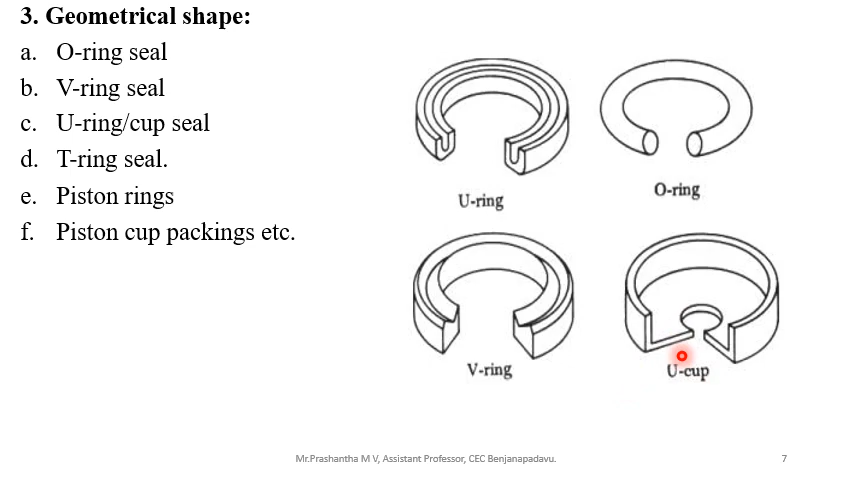 3. Geometrical shape:
a. O-ring seal
b. V-ring seal
c. U-ring/cup seal
d. T-ring seal.
e. Piston rings
f. Piston cup packings etc.
U-ring
O-ring
V-ring
U-cup
Mr.Prashantha M V, Assistant Professor, CEC Benjanapadavu.
7